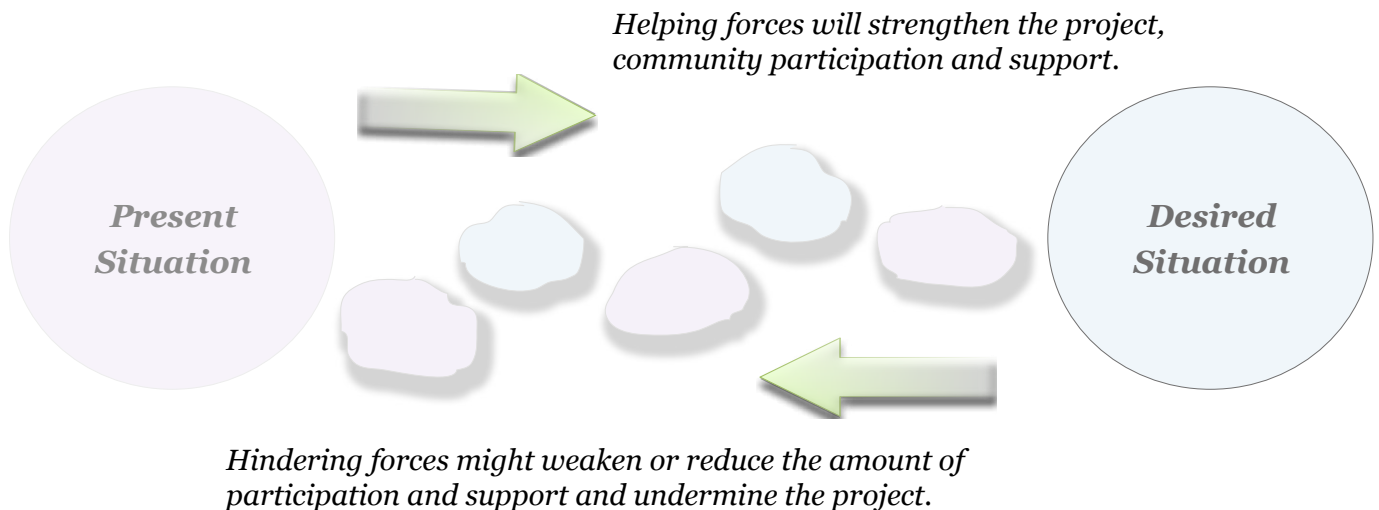 Helping forces will strengthen the project,
community participation and support.
Present
Situation
Desired
Situation
Hindering forces might weaken or reduce the amount of
participation and support and undermine the project.